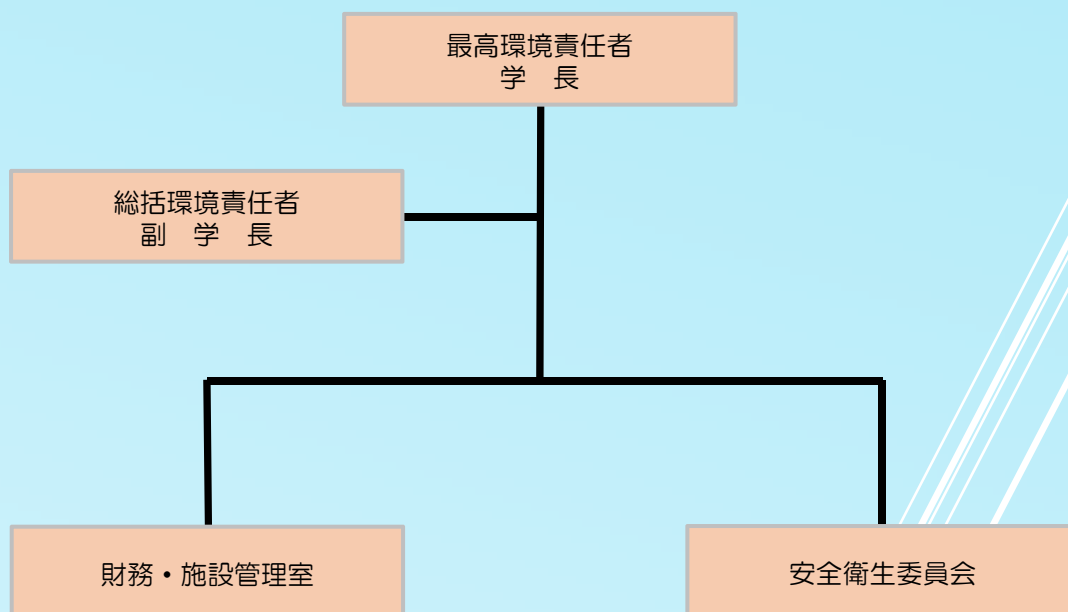 最高環境責任者
学　長
総括環境責任者
副　学　長
財務・施設管理室
安全衛生委員会